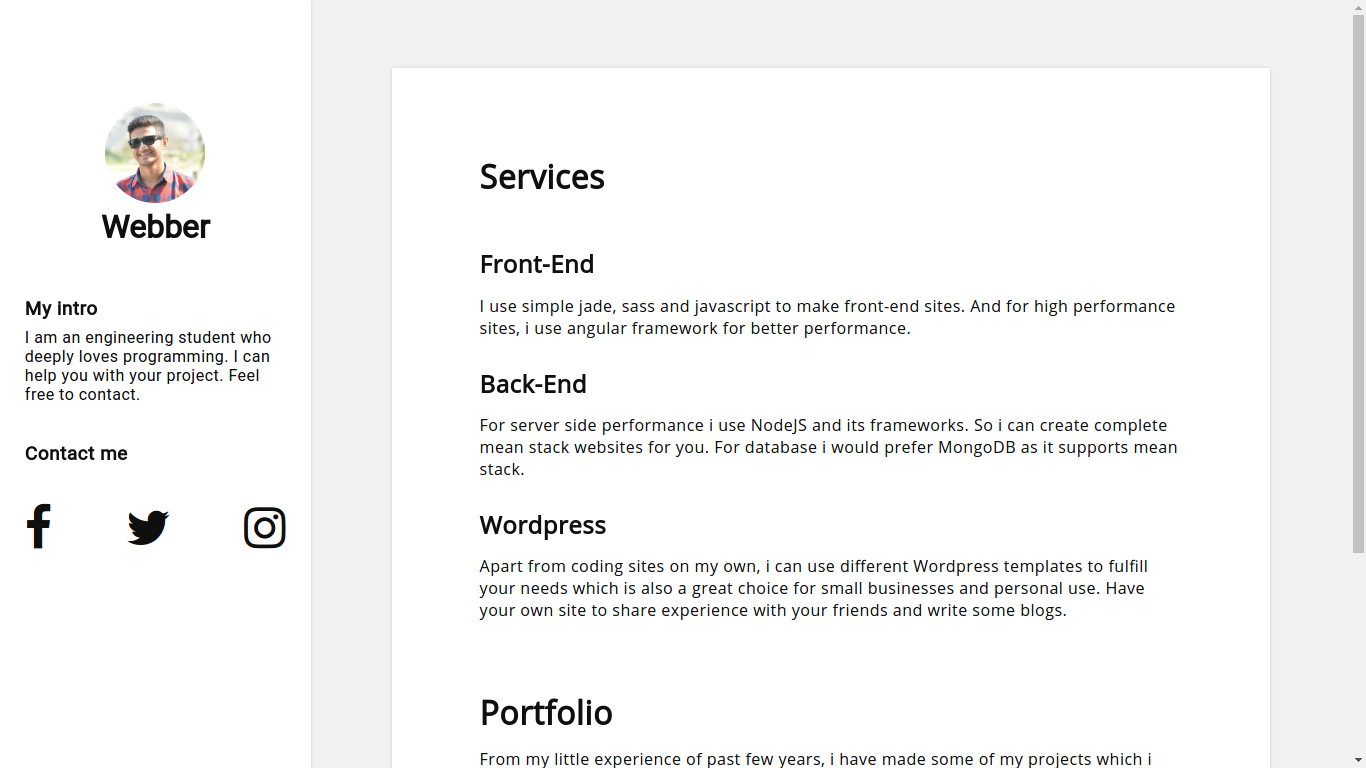 Webber
My intro
I am an engineering student who
deeply loves programming. I can
help you with your project. Feel
free to contact.
Contact me
Services
Front-End
I use simple jade, sass and javascript to make front-end sites. And for high performance
sites, i use angular framework for better performance.
Back-End
For server side performance i use NodeJS and its frameworks. So i can create complete
mean stack websites for you. For database i would prefer MongoDB as it supports mean
stack.
Wordpress
Apart from coding sites on my own, i can use different Wordpress templates to fulfill
your needs which is also a great choice for small businesses and personal use. Have
your own site to share experience with your friends and write some blogs.
Portfolio
From my little experience of past few years, i have made some of my projects which i